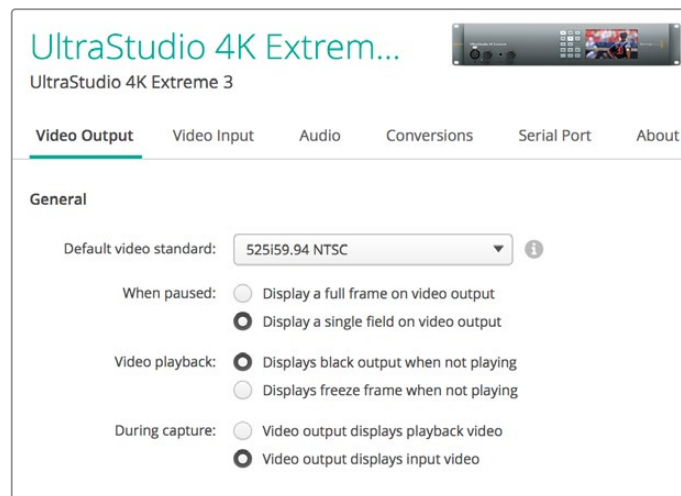 UltraStudio 4K Extrem...
UltraStudio 4K Extreme 3
Video Output Video Input Audio Conversions Serial Port About
General
Default video standard: 525i59.94 NTSC
When paused: Display a full frame on video output
Display a single field on video output
Video playback: Displays black output when not playing
Displays freeze frame when not playing
During capture: Video output displays playback video
Video output displays input video